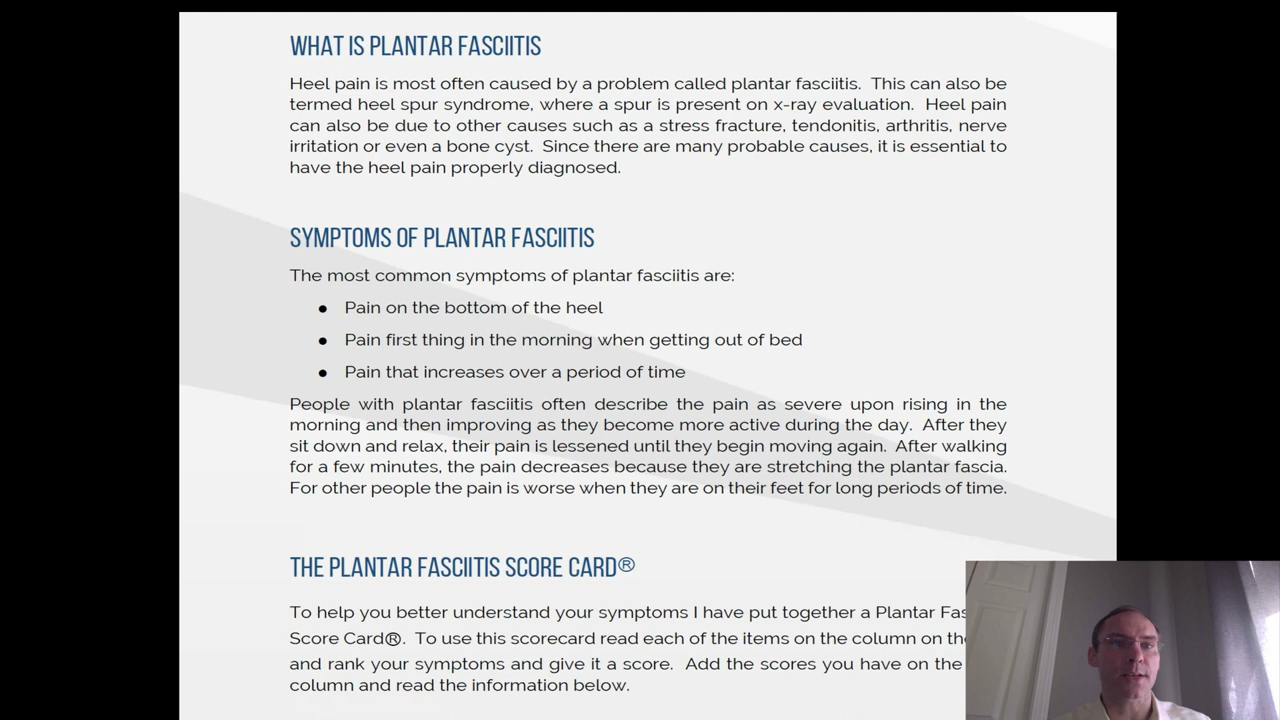 WHAT IS PLANTAR FASCIITIS
Heel pain is most often caused by a problem called plantar fasciitis. This can also be
termed heel spur syndrome, where a spur is present on x-ray evaluation. Heel pain
can also be due to other causes such as a stress fracture, tendonitis, arthritis, nerve
irritation or even a bone cyst. Since there are many probable causes, it is essential to
have the heel pain properly diagnosed.
SYMPTOMS OF PLANTAR FASCIITIS
The most common symptoms of plantar fasciitis are:
● Pain on the bottom of the heel
● Pain first thing in the morning when getting out of bed
● Pain that increases over a period of time
People with plantar fasciitis often describe the pain as severe upon rising in the
morning and then improving as they become more active during the day. After they
sit down and relax, their pain is lessened until they begin moving again. After walking
for a few minutes, the pain decreases because they are stretching the plantar fascia.
For other people the pain is worse when they are on their feet for long periods of time.
THE PLANTAR FASCIITIS SCORE CARD®
To help you better understand your symptoms I have put together a Plantar
Score Card®. To use this scorecard read each of the items on the column on
and rank your symptoms and give it a score. Add the scores you have on the
column and read the information below.